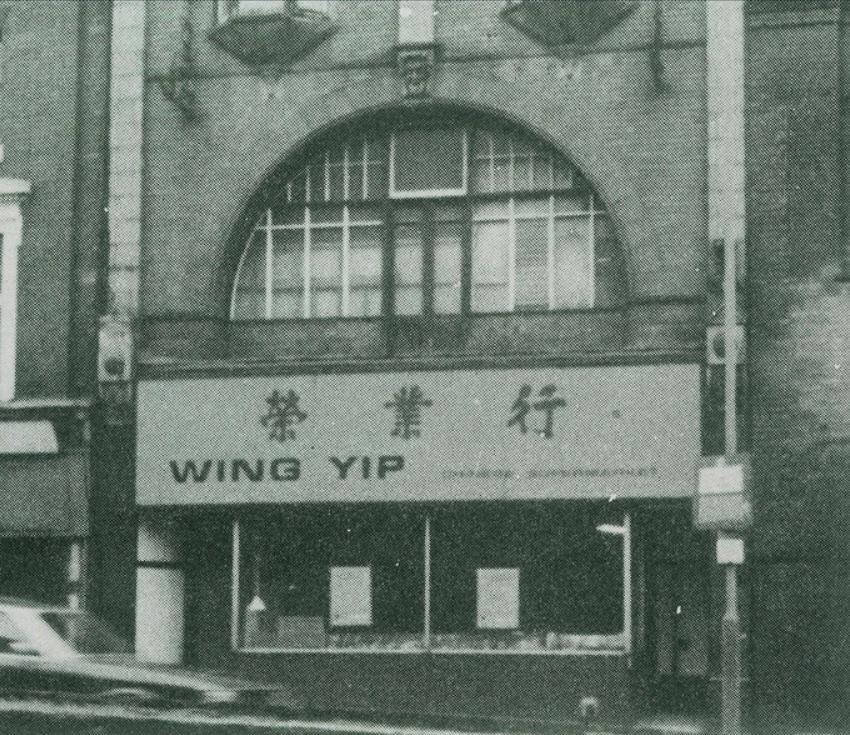 榮業行
WING YIP CHINESE SUPERMARKET